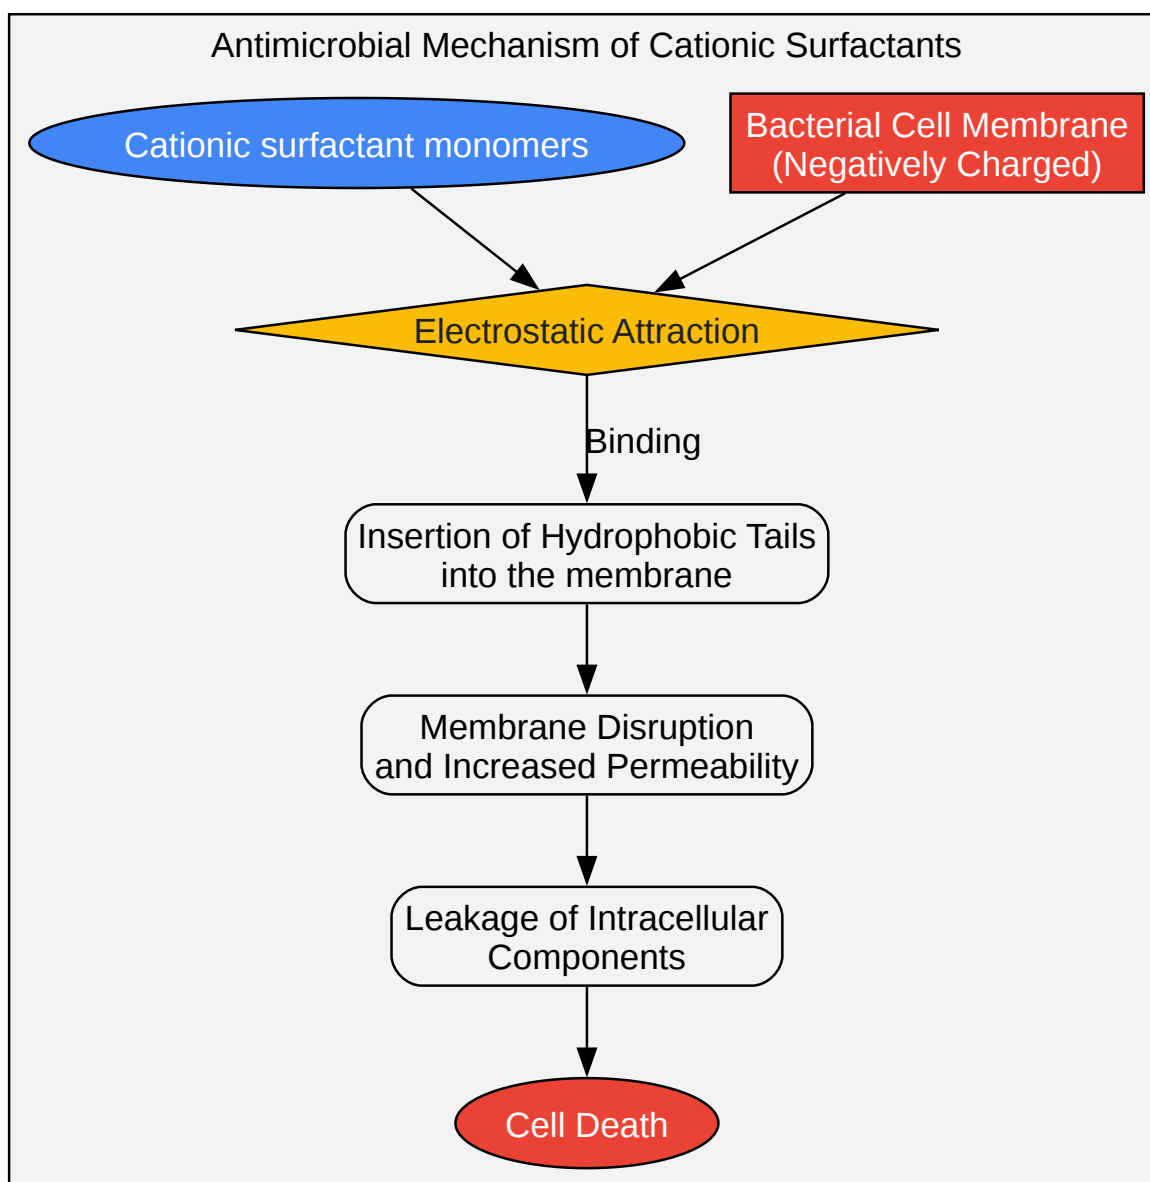 Antimicrobial Mechanism of Cationic Surfactants
Cationic surfactant monomers
Bacterial Cell Membrane
(Negatively Charged)
Electrostatic Attraction
Binding
Insertion of Hydrophobic Tails
into the membrane
Membrane Disruption
and Increased Permeability
Leakage of Intracellular
Components
Cell Death